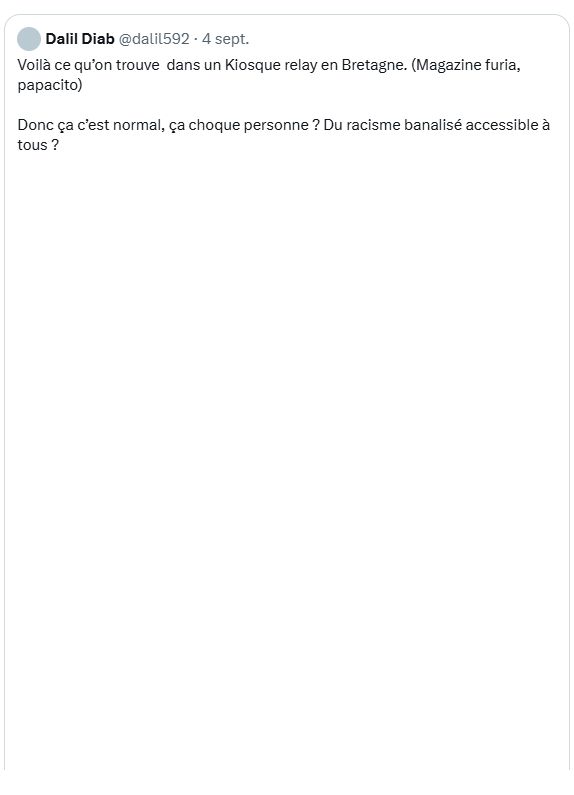 Dalil Diab @dalil592 · 4 sept.
Voilà ce qu’on trouve  dans un Kiosque relay en Bretagne. (Magazine furia,
papacito)
Donc ça c’est normal, ça choque personne ? Du racisme banalisé accessible à
tous ?